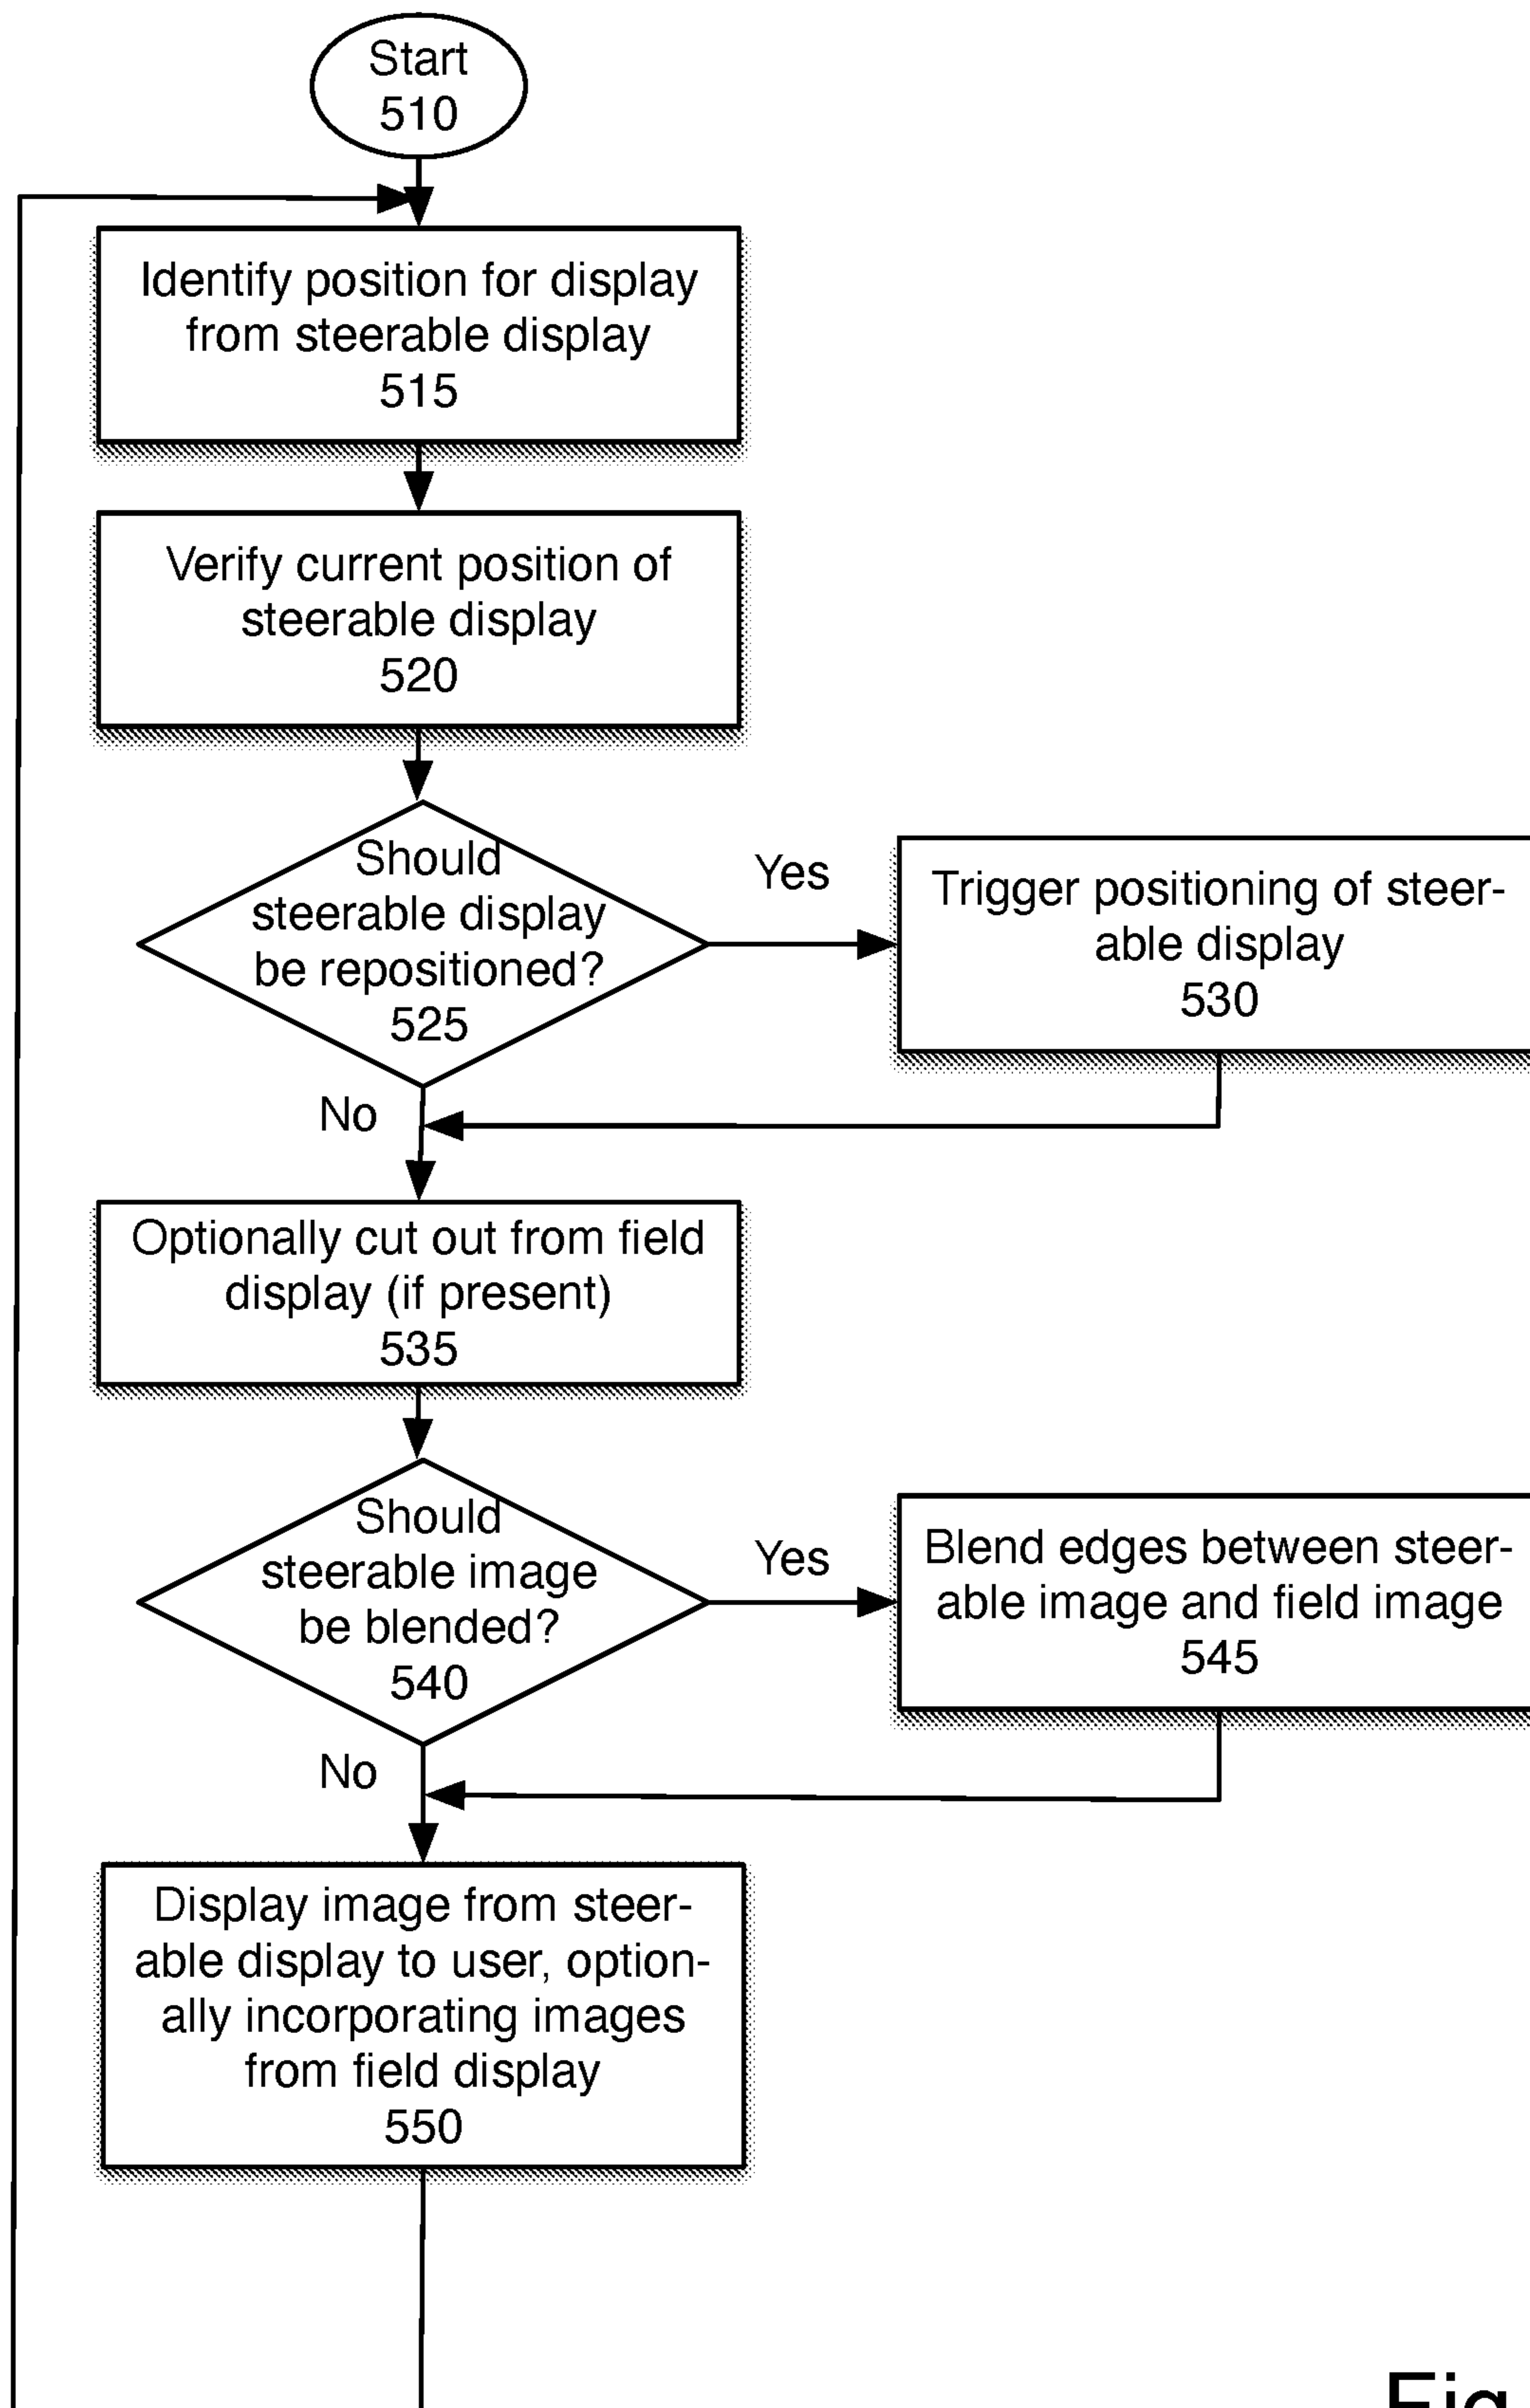 Start
510
Identify position for display
from steerable display
515
Verify current position of
steerable display
520
Should
steerable display
be repositioned?
525
Yes
Trigger positioning of steer-
able display
530
No
Optionally cut out from field
display (if present)
535
Should
steerable image
be blended?
540
Yes
Blend edges between steer-
able image and field image
545
No
Display image from steer-
able display to user, option-
ally incorporating images
from field display
550
Fig